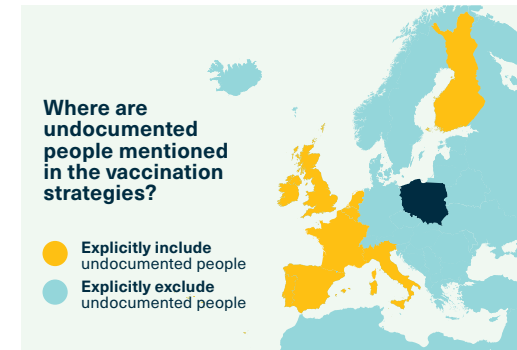 Where are
undocumented
people mentioned
in the vaccination
strategies?
Explicitly include
undocumented people
Explicitly exclude
undocumented people